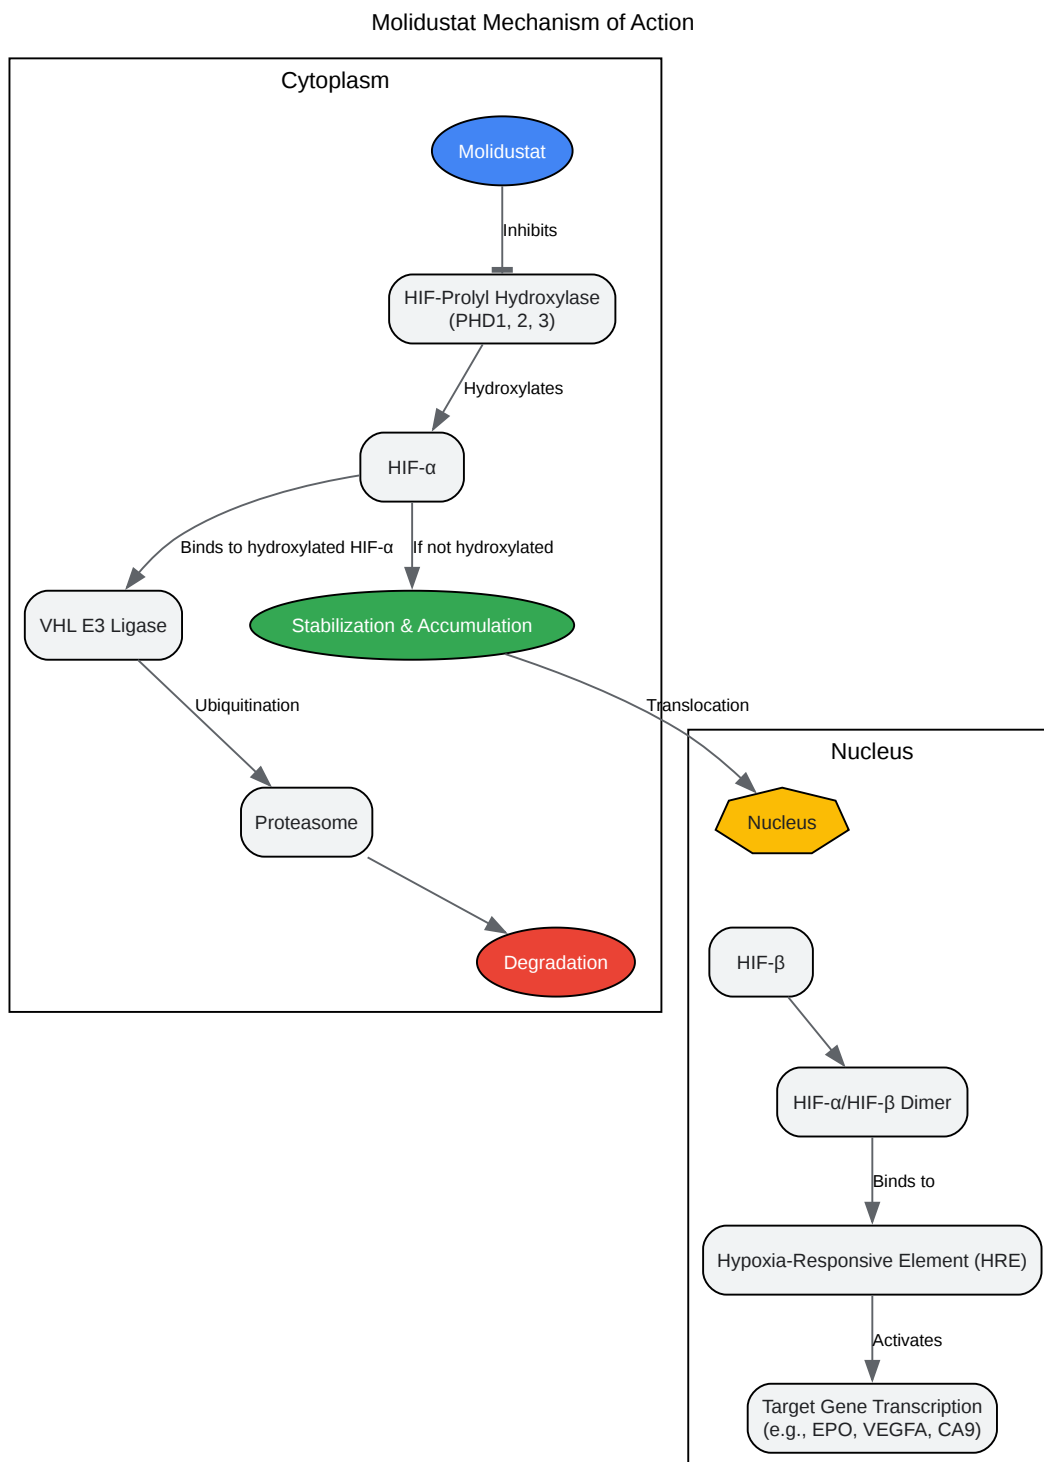 Molidustat Mechanism of Action
Cytoplasm
Molidustat
Inhibits
HIF-Prolyl Hydroxylase
(PHD1, 2, 3)
Hydroxylates
HIF-α
Binds to hydroxylated HIF-α
If not hydroxylated
VHL E3 Ligase
Stabilization & Accumulation
Ubiquitination
Translocation
Nucleus
Proteasome
Nucleus
Degradation
HIF-β
HIF-α/HIF-β Dimer
Binds to
Hypoxia-Responsive Element (HRE)
Activates
Target Gene Transcription
(e.g., EPO, VEGFA, CA9)